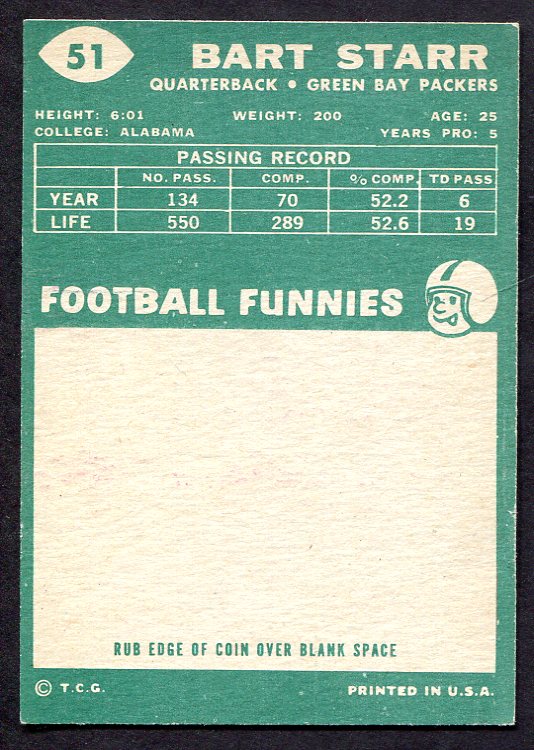 51
BART STARR
QUARTERBACK • GREEN BAY PACKERS
HEIGHT: 6:01 WEIGHT: 200 AGE: 25
COLLEGE: ALABAMA YEARS PRO: 5
PASSING RECORD
NO. PASS. COMP. % COMP. TD PASS
YEAR 134 70 52.2 6
LIFE 550 289 52.6 19
FOOTBALL FUNNIES
RUB EDGE OF COIN OVER BLANK SPACE
© T.C.G. PRINTED IN U.S.A.